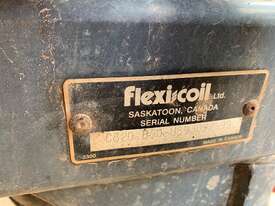 flexi-coil Ltd.
SASKATOON, CANADA
SERIAL NUMBER
MADE IN CANADA